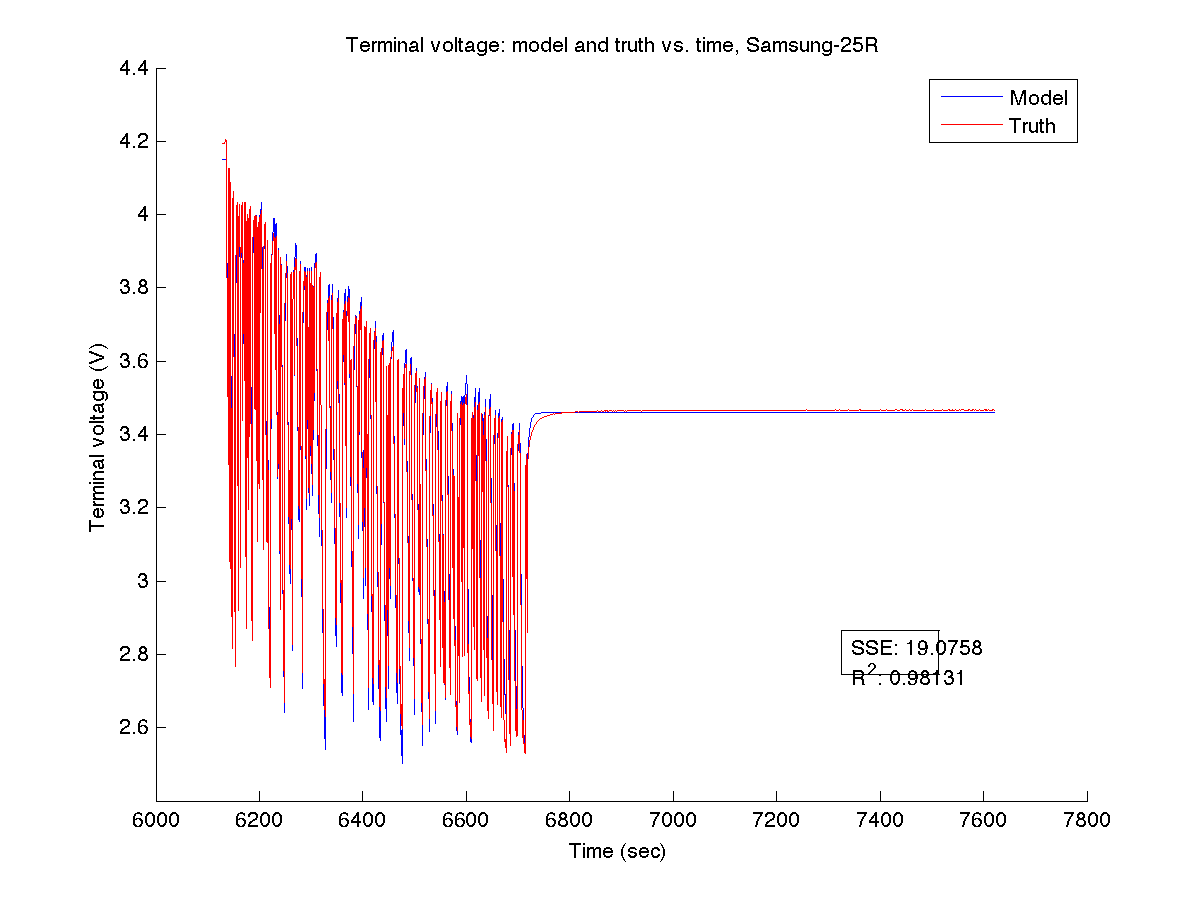 Terminal voltage: model and truth vs. time, Samsung-25R
4.4
4.2
4
3.8
3.6
3.4
3.2
3
2.8
2.6
Terminal voltage (V)
Model
Truth
SSE: 19.0758
R²: 0.98131
6000 6200 6400 6600 6800 7000 7200 7400 7600 7800
Time (sec)